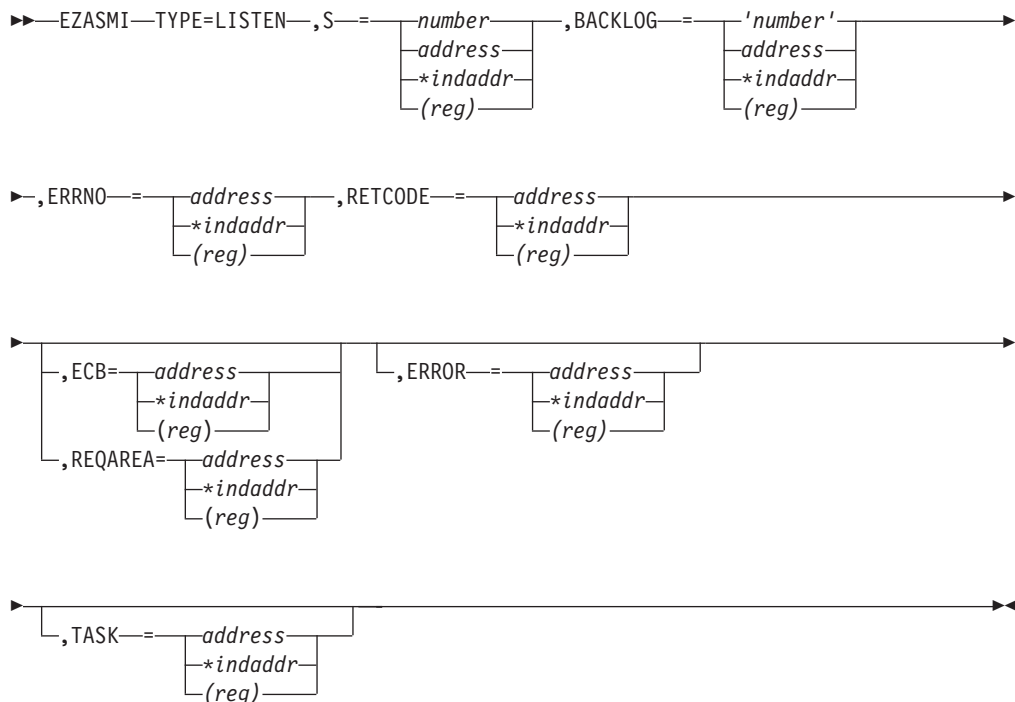 EZASMI TYPE=LISTEN ,S = number ,BACKLOG = 'number'
address address
*indaddr *indaddr
(reg) (reg)
,ERRNO = address ,RETCODE = address
*indaddr *indaddr
(reg) (reg)
,ECB= address ,ERROR = address
*indaddr *indaddr
(reg) (reg)
,REQAREA= address
*indaddr
(reg)
,TASK = address
*indaddr
(reg)